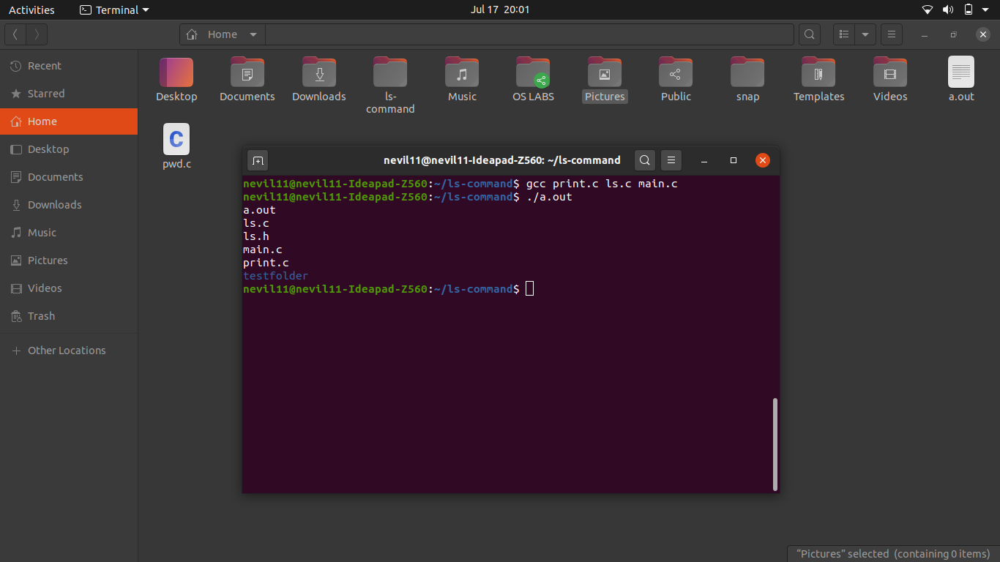 Activities
Terminal
Jul 17 20:01
Home
Recent
Starred
Home
Desktop
Documents
Downloads
Music
Pictures
Videos
Trash
Other Locations
Desktop
Documents
Downloads
ls-
command
Music
OS LABS
Pictures
Public
snap
Templates
Videos
a.out
C
pwd.c
nevil11@nevil11-Ideapad-Z560: ~/ls-command
nevil11@nevil11-Ideapad-Z560:~/ls-command$ gcc print.c ls.c main.c
nevil11@nevil11-Ideapad-Z560:~/ls-command$ ./a.out
a.out
ls.c
ls.h
main.c
print.c
testfolder
nevil11@nevil11-Ideapad-Z560:~/ls-command$
“Pictures” selected (containing 0 items)